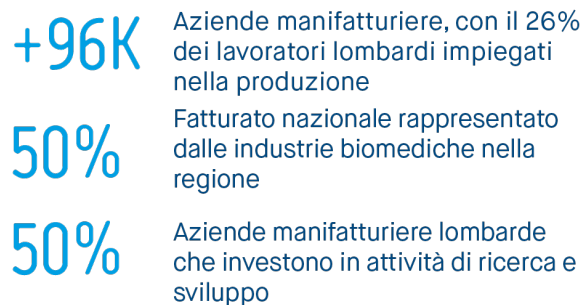 +96K
Aziende manifatturiere, con il 26%
dei lavoratori lombardi impiegati
nella produzione
50%
Fatturato nazionale rappresentato
dalle industrie biomediche nella
regione
50%
Aziende manifatturiere lombarde
che investono in attività di ricerca e
sviluppo